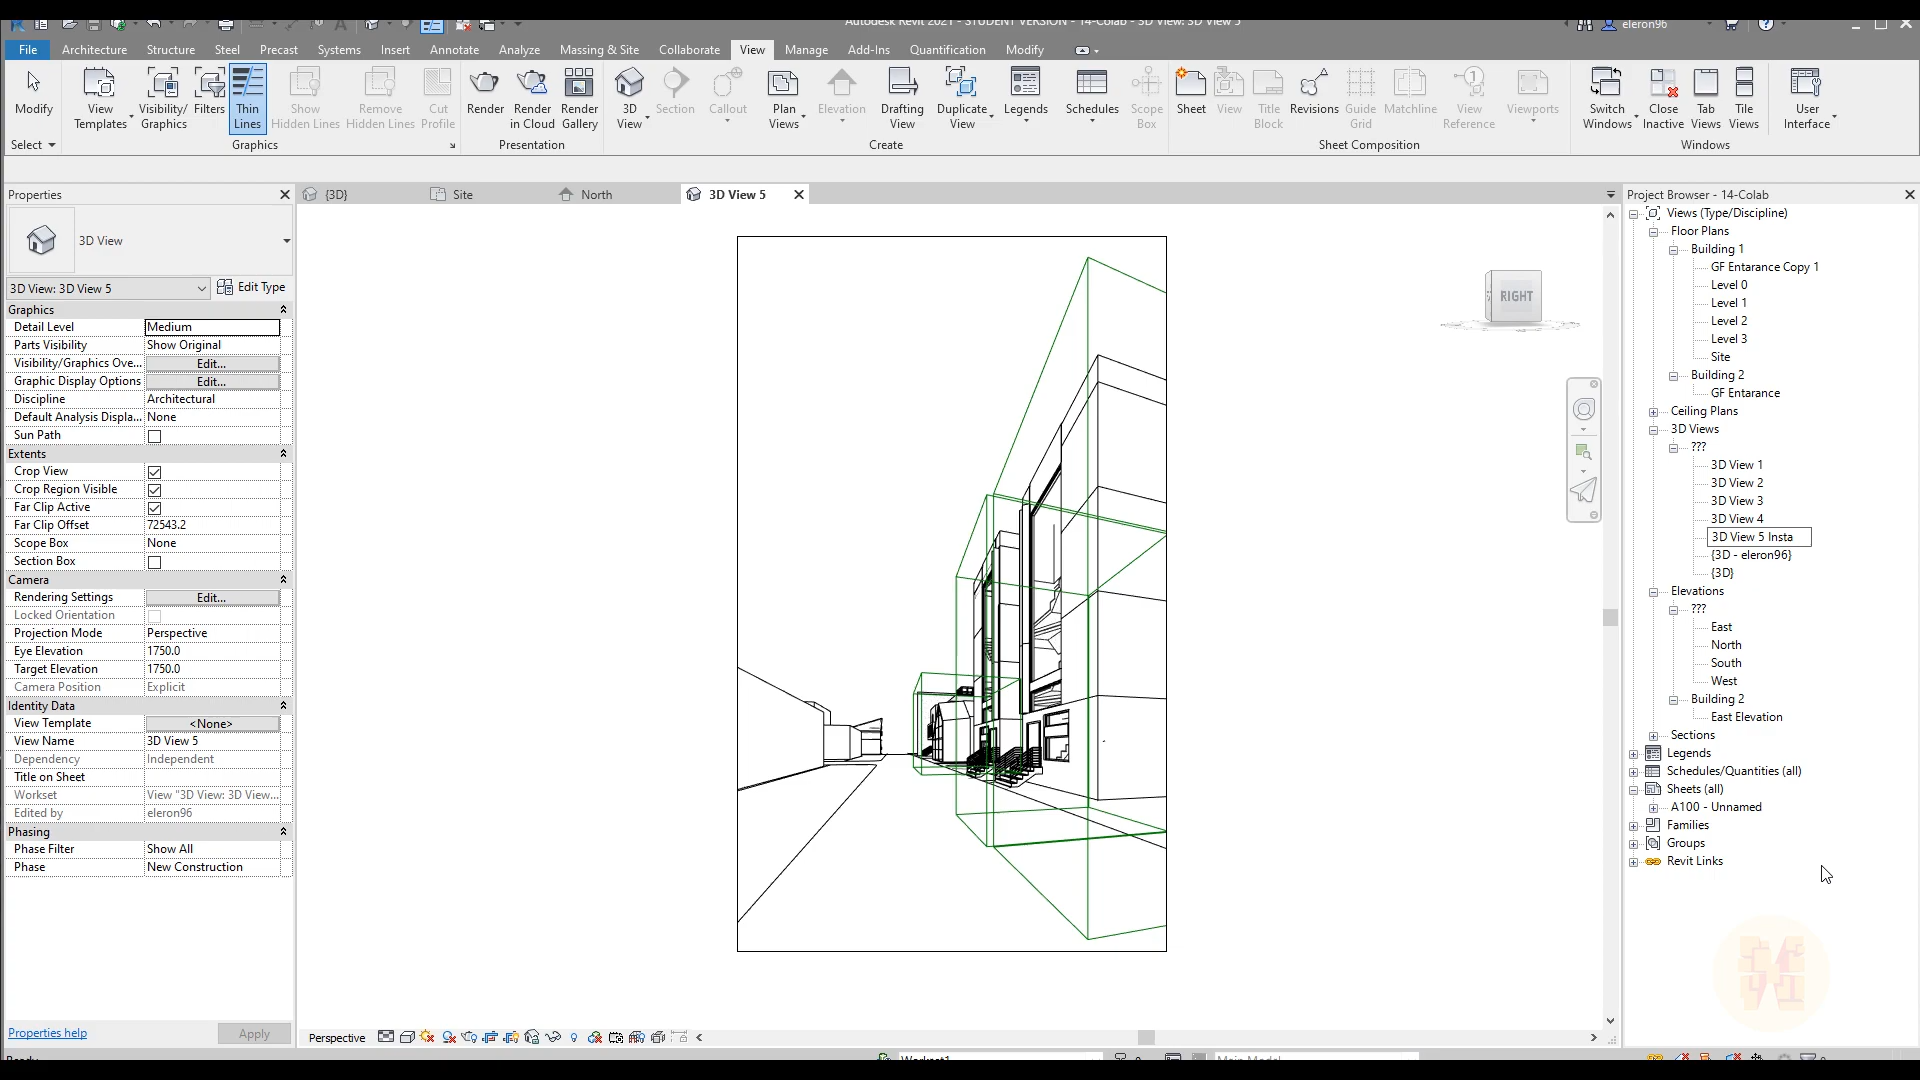 Autodesk Revit 2021 - STUDENT VERSION - 14-Colab - 3D View: 3D View 5
eleron96
File Architecture Structure Steel Precast Systems Insert Annotate Analyze Massing & Site Collaborate View Manage Add-Ins Quantification Modify
Modify
View Templates
Visibility/ Graphics
Filters
Thin Lines
Show Hidden Lines
Remove Hidden Lines
Cut Profile
Render
Render in Cloud
Render Gallery
3D View
Section
Callout
Plan Views
Elevation
Drafting View
Duplicate View
Legends
Schedules
Scope Box
Sheet
View
Title Block
Revisions
Guide Grid
Matchline
View Reference
Viewports
Switch Windows
Close Inactive
Tab Views
Tile Views
User Interface
Select
Graphics
Presentation
Create
Sheet Composition
Windows
Properties
{3D}
Site
North
3D View 5
Project Browser - 14-Colab
3D View
3D View: 3D View 5
Edit Type
Graphics
Detail Level Medium
Parts Visibility Show Original
Visibility/Graphics Ove... Edit...
Graphic Display Options Edit...
Discipline Architectural
Default Analysis Displa... None
Sun Path
Extents
Crop View
Crop Region Visible
Far Clip Active
Far Clip Offset 72543.2
Scope Box None
Section Box
Camera
Rendering Settings Edit...
Locked Orientation
Projection Mode Perspective
Eye Elevation 1750.0
Target Elevation 1750.0
Camera Position Explicit
Identity Data
View Template <None>
View Name 3D View 5
Dependency Independent
Title on Sheet
Workset View "3D View: 3D View...
Edited by eleron96
Phasing
Phase Filter Show All
Phase New Construction
Properties help
Apply
RIGHT
Perspective
Views (Type/Discipline)
Floor Plans
Building 1
GF Entarance Copy 1
Level 0
Level 1
Level 2
Level 3
Site
Building 2
GF Entarance
Ceiling Plans
3D Views
???
3D View 1
3D View 2
3D View 3
3D View 4
3D View 5 Insta
{3D - eleron96}
{3D}
Elevations
???
East
North
South
West
Building 2
East Elevation
Sections
Legends
Schedules/Quantities (all)
Sheets (all)
A100 - Unnamed
Families
Groups
Revit Links
Workset1
Main Model